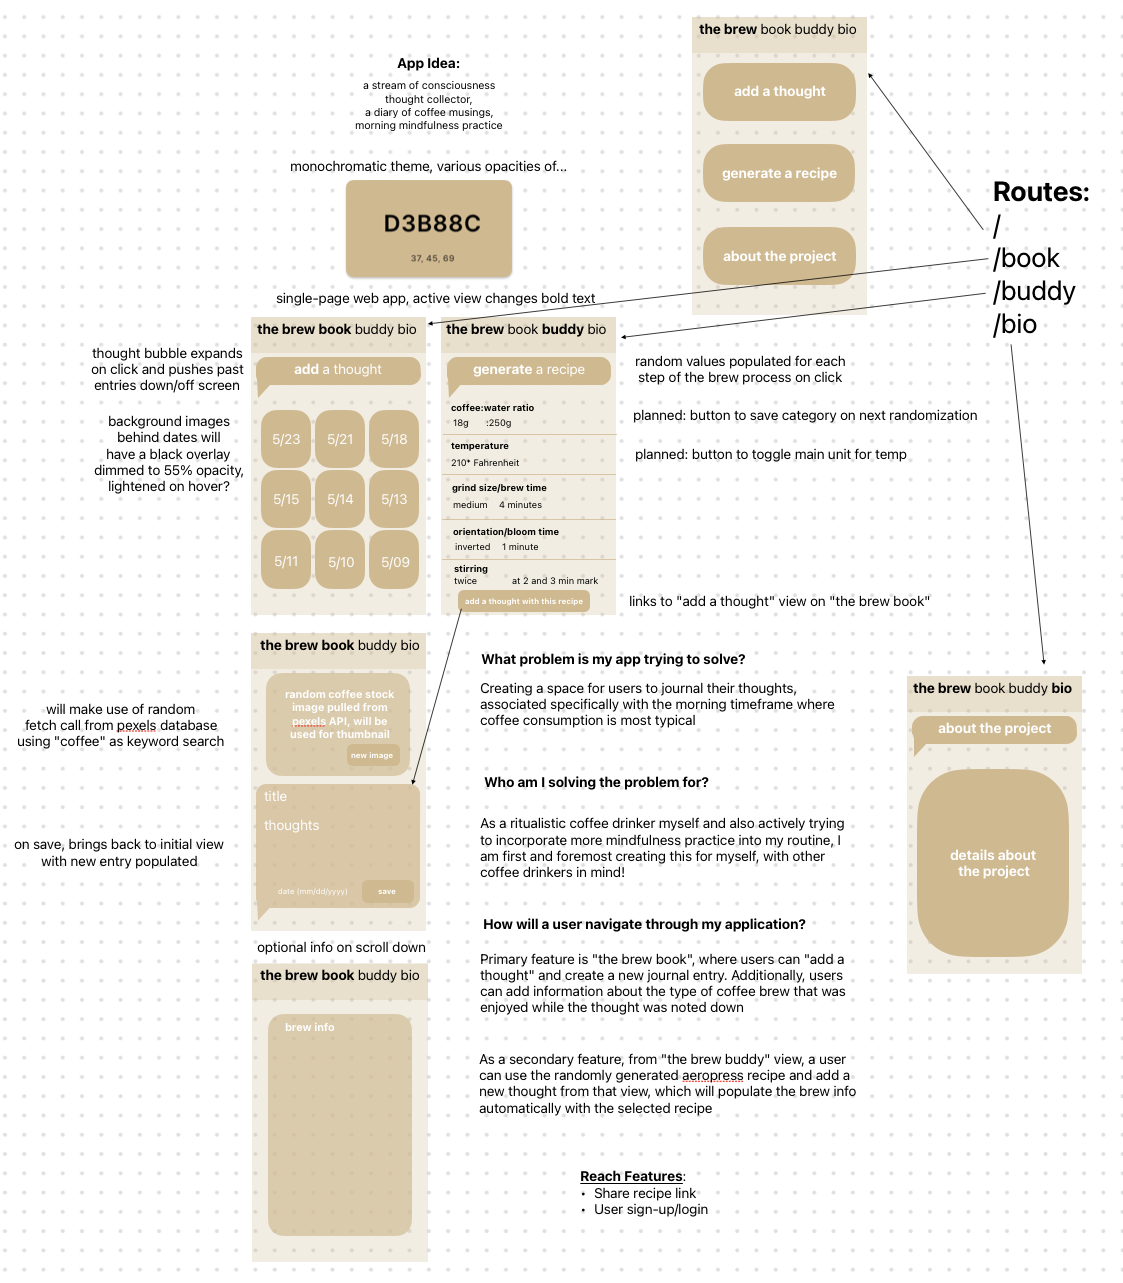 the brew book buddy bio
add a thought
generate a recipe
about the project
App Idea:
a stream of consciousness
thought collector,
a diary of coffee musings,
morning mindfulness practice
monochromatic theme, various opacities of...
D3B88C
37, 45, 69
single-page web app, active view changes bold text
Routes:
/
/book
/buddy
/bio
thought bubble expands
on click and pushes past
entries down/off screen
background images
behind dates will
have a black overlay
dimmed to 55% opacity,
lightened on hover?
the brew book buddy bio
add a thought
5/23 5/21 5/18
5/15 5/14 5/13
5/11 5/10 5/09
the brew book buddy bio
generate a recipe
coffee:water ratio
18g :250g
temperature
210* Fahrenheit
grind size/brew time
medium 4 minutes
orientation/bloom time
inverted 1 minute
stirring
twice at 2 and 3 min mark
add a thought with this recipe
random values populated for each
step of the brew process on click
planned: button to save category on next randomization
planned: button to toggle main unit for temp
links to "add a thought" view on "the brew book"
will make use of random
fetch call from pexels database
using "coffee" as keyword search
on save, brings back to initial view
with new entry populated
the brew book buddy bio
random coffee stock
image pulled from
pexels API, will be
used for thumbnail
new image
title
thoughts
date (mm/dd/yyyy)
save
optional info on scroll down
the brew book buddy bio
brew info
What problem is my app trying to solve?
Creating a space for users to journal their thoughts,
associated specifically with the morning timeframe where
coffee consumption is most typical
Who am I solving the problem for?
As a ritualistic coffee drinker myself and also actively trying
to incorporate more mindfulness practice into my routine, I
am first and foremost creating this for myself, with other
coffee drinkers in mind!
How will a user navigate through my application?
Primary feature is "the brew book", where users can "add a
thought" and create a new journal entry. Additionally, users
can add information about the type of coffee brew that was
enjoyed while the thought was noted down
As a secondary feature, from "the brew buddy" view, a user
can use the randomly generated aeropress recipe and add a
new thought from that view, which will populate the brew info
automatically with the selected recipe
Reach Features:
• Share recipe link
• User sign-up/login
the brew book buddy bio
about the project
details about
the project